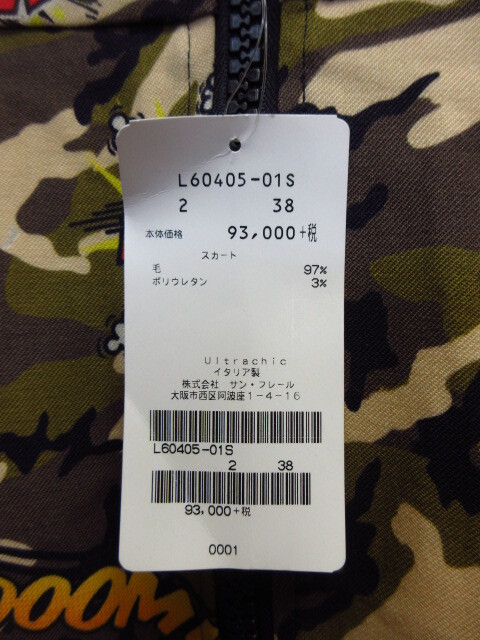 L60405-01S
2 38
本体価格 93,000+税
スカート
毛 97%
ポリウレタン 3%
Ultrachic
イタリア製
株式会社 サン・フレール
大阪市西区阿波座1-4-16
L60405-01S
2 38
93,000+税
0001
OOOM